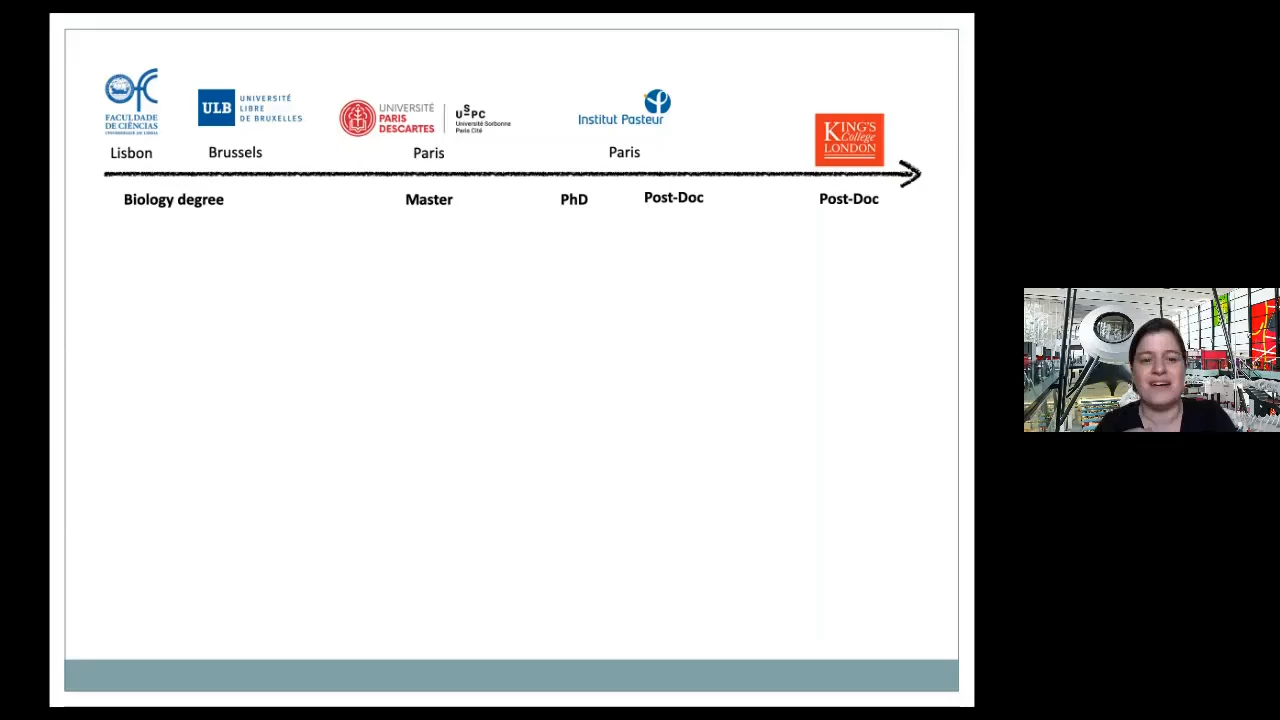 FACULDADE
DE CIÊNCIAS
UNIVERSIDADE DE LISBOA
ULB
UNIVERSITÉ
LIBRE
DE BRUXELLES
UNIVERSITÉ
PARIS
DESCARTES
U S PC
Université Sorbonne
Paris Cité
Institut Pasteur
KING'S
College
LONDON
Lisbon
Brussels
Paris
Paris
Biology degree
Master
PhD
Post-Doc
Post-Doc